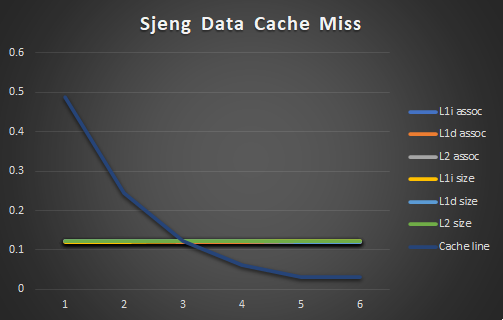 Sjeng Data Cache Miss
0.6
0.5
0.4
0.3
0.2
0.1
0
1 2 3 4 5 6
L1i assoc
L1d assoc
L2 assoc
L1i size
L1d size
L2 size
Cache line